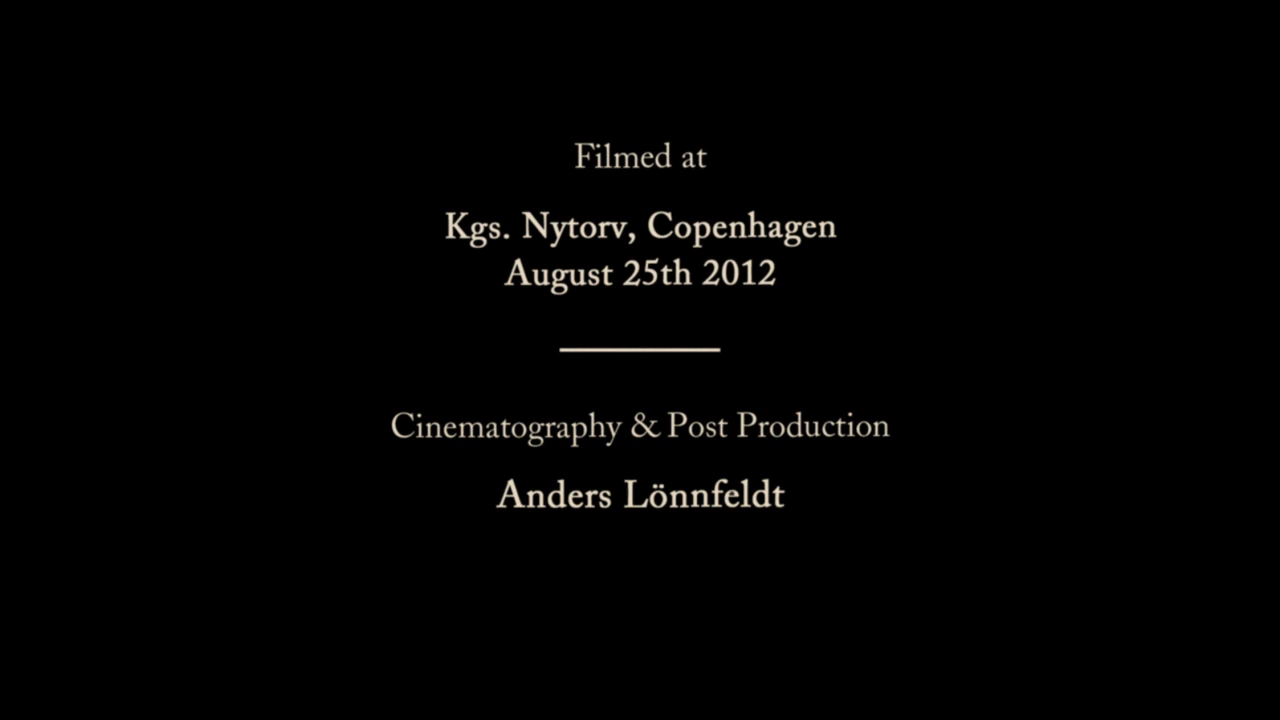 Filmed at
Kgs. Nytorv, Copenhagen
August 25th 2012
Cinematography & Post Production
Anders Lönnfeldt